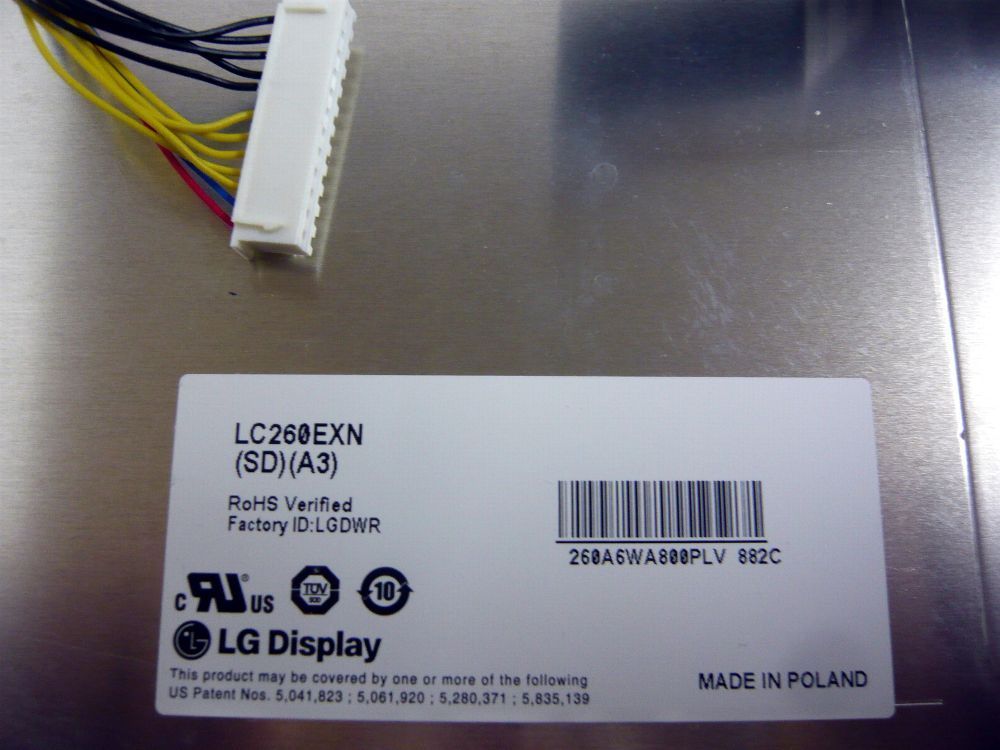 LC260EXN
(SD)(A3)
RoHS Verified
Factory ID:LGDWR
260A6WA800PLV 882C
c RU® US TÜV 10
LG Display
This product may be covered by one or more of the following
US Patent Nos. 5,041,823 ; 5,061,920 ; 5,280,371 ; 5,835,139
MADE IN POLAND